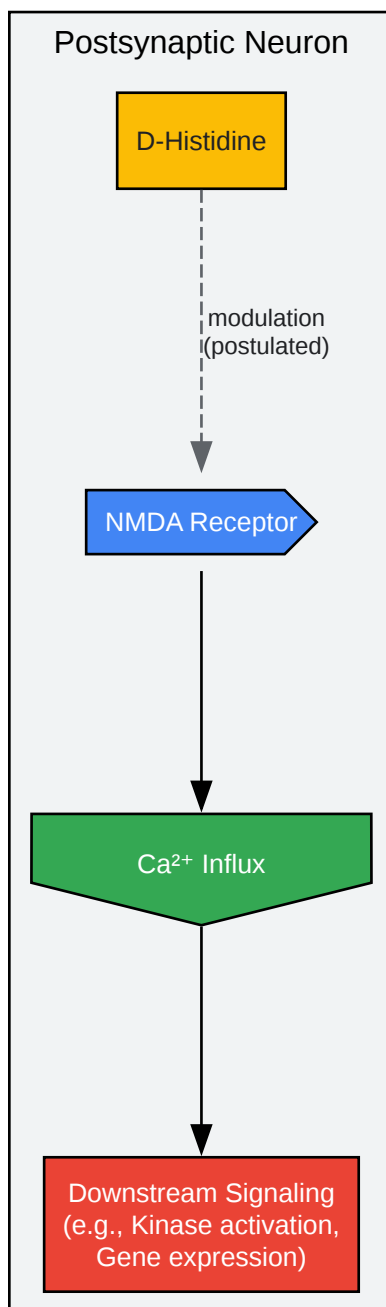 Postsynaptic Neuron
D-Histidine
modulation
(postulated)
NMDA Receptor
Ca²⁺ Influx
Downstream Signaling
(e.g., Kinase activation,
Gene expression)